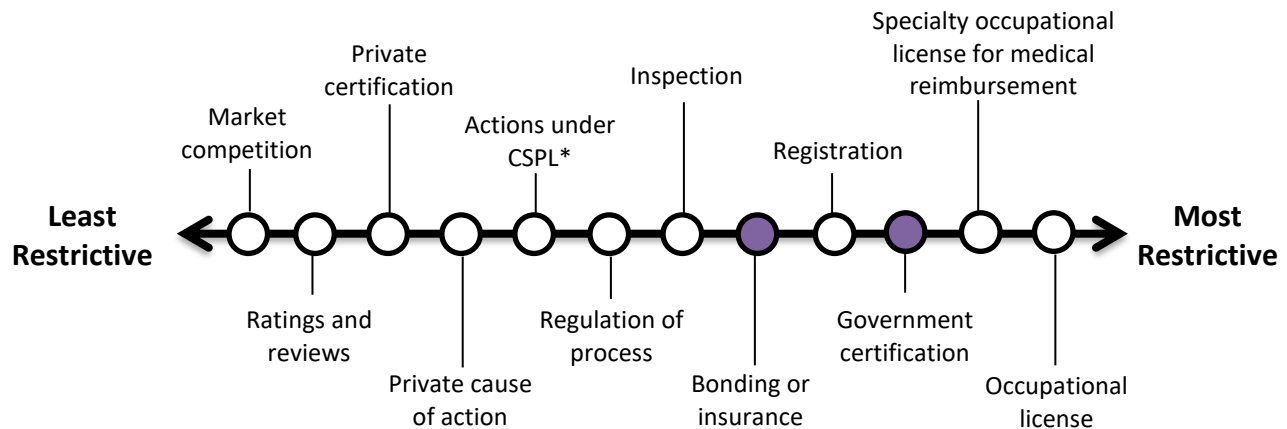 Specialty occupational
license for medical
reimbursement
Private
certification
Inspection
Market
competition
Actions under
CSPL*
Registration
Least
Restrictive
Most
Restrictive
Ratings and
reviews
Regulation of
process
Government
certification
Private cause
of action
Bonding or
insurance
Occupational
license